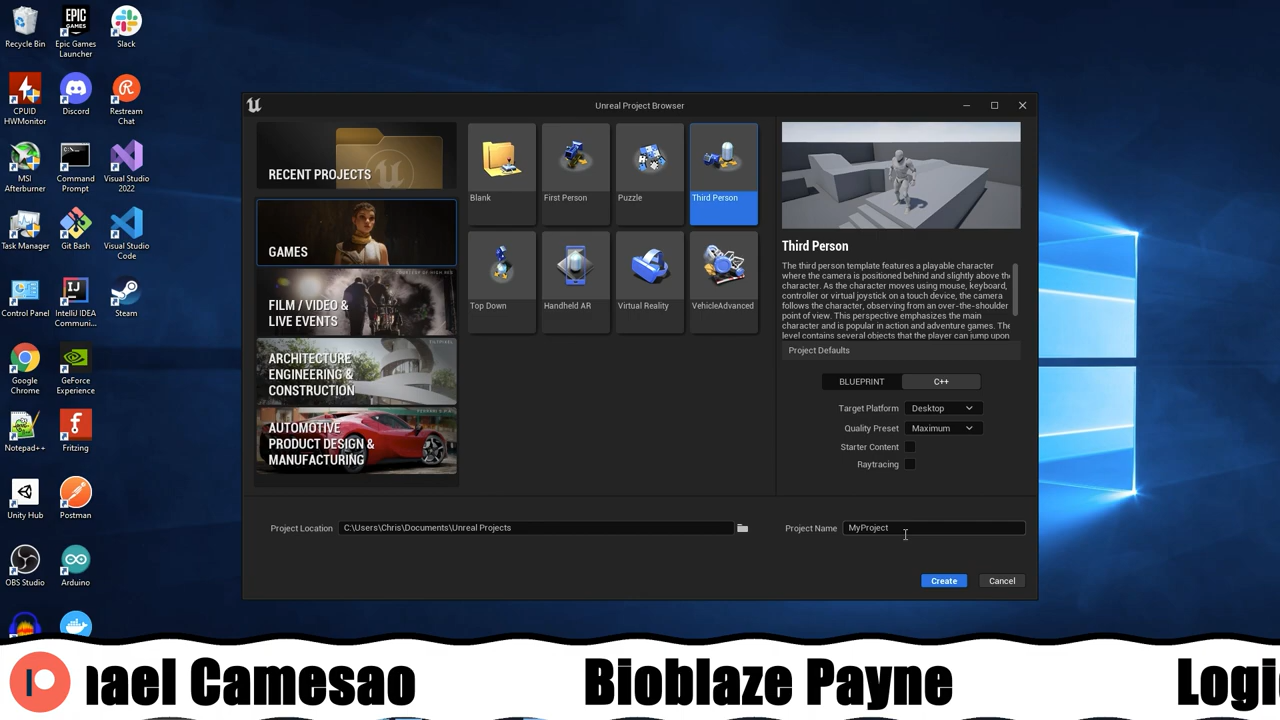 Recycle Bin
Epic Games
Launcher
Slack
CPUID
HWMonitor
Discord
Restream
Chat
MSI
Afterburner
Command
Prompt
Visual Studio
2022
Task Manager
Git Bash
Visual Studio
Code
Control Panel
IntelliJ IDEA
Communi...
Steam
Google
Chrome
GeForce
Experience
Notepad++
Fritzing
Unity Hub
Postman
OBS Studio
Arduino
EPIC
GAMES
Unreal Project Browser
RECENT PROJECTS
GAMES
FILM / VIDEO &
LIVE EVENTS
ARCHITECTURE
ENGINEERING &
CONSTRUCTION
AUTOMOTIVE
PRODUCT DESIGN &
MANUFACTURING
Blank
First Person
Puzzle
Third Person
Top Down
Handheld AR
Virtual Reality
VehicleAdvanced
Third Person
The third person template features a playable character
where the camera is positioned behind and slightly above the
character. As the character moves using mouse, keyboard,
controller or virtual joystick on a touch device, the camera
follows the character, observing from an over-the-shoulder
point of view. This perspective emphasizes the main
character and is popular in action and adventure games. The
level contains several objects that the player can jump upon
Project Defaults
BLUEPRINT
C++
Target Platform
Desktop
Quality Preset
Maximum
Starter Content
Raytracing
Project Location
C:\Users\Chris\Documents\Unreal Projects
Project Name
MyProject
Create
Cancel
nael Camesao
Bioblaze Payne
Logi